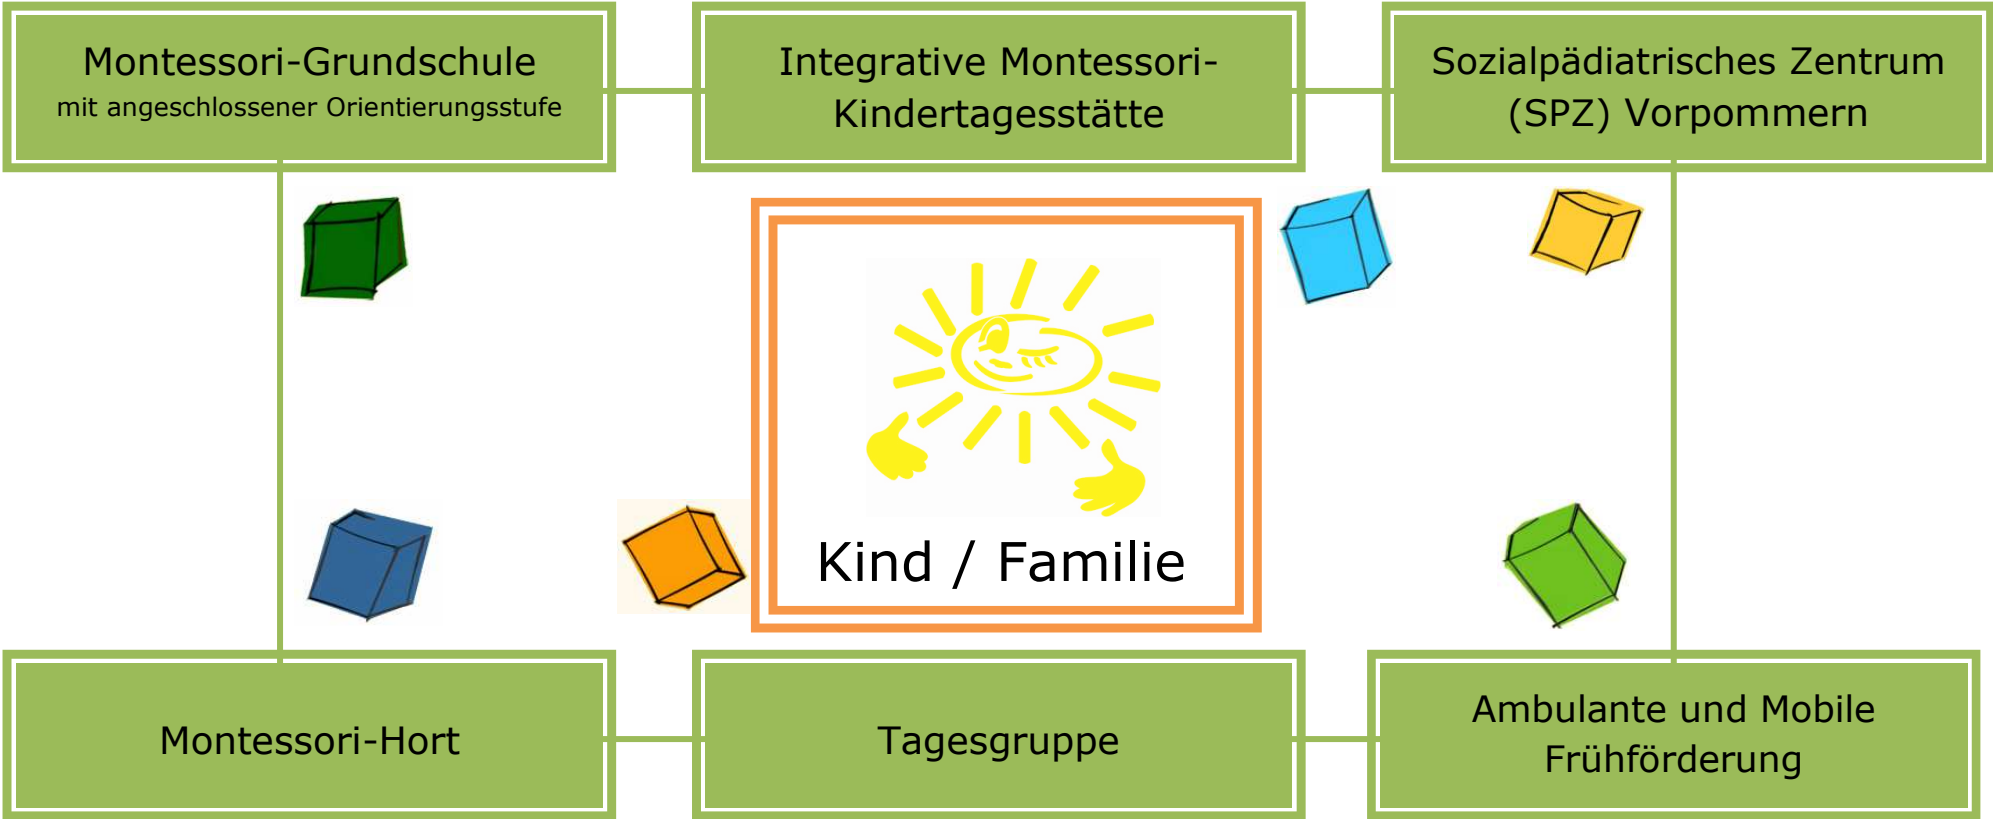 Montessori-Grundschule
mit angeschlossener Orientierungsstufe
Integrative Montessori-
Kindertagesstätte
Sozialpädiatrisches Zentrum
(SPZ) Vorpommern
Kind / Familie
Montessori-Hort
Tagesgruppe
Ambulante und Mobile
Frühförderung